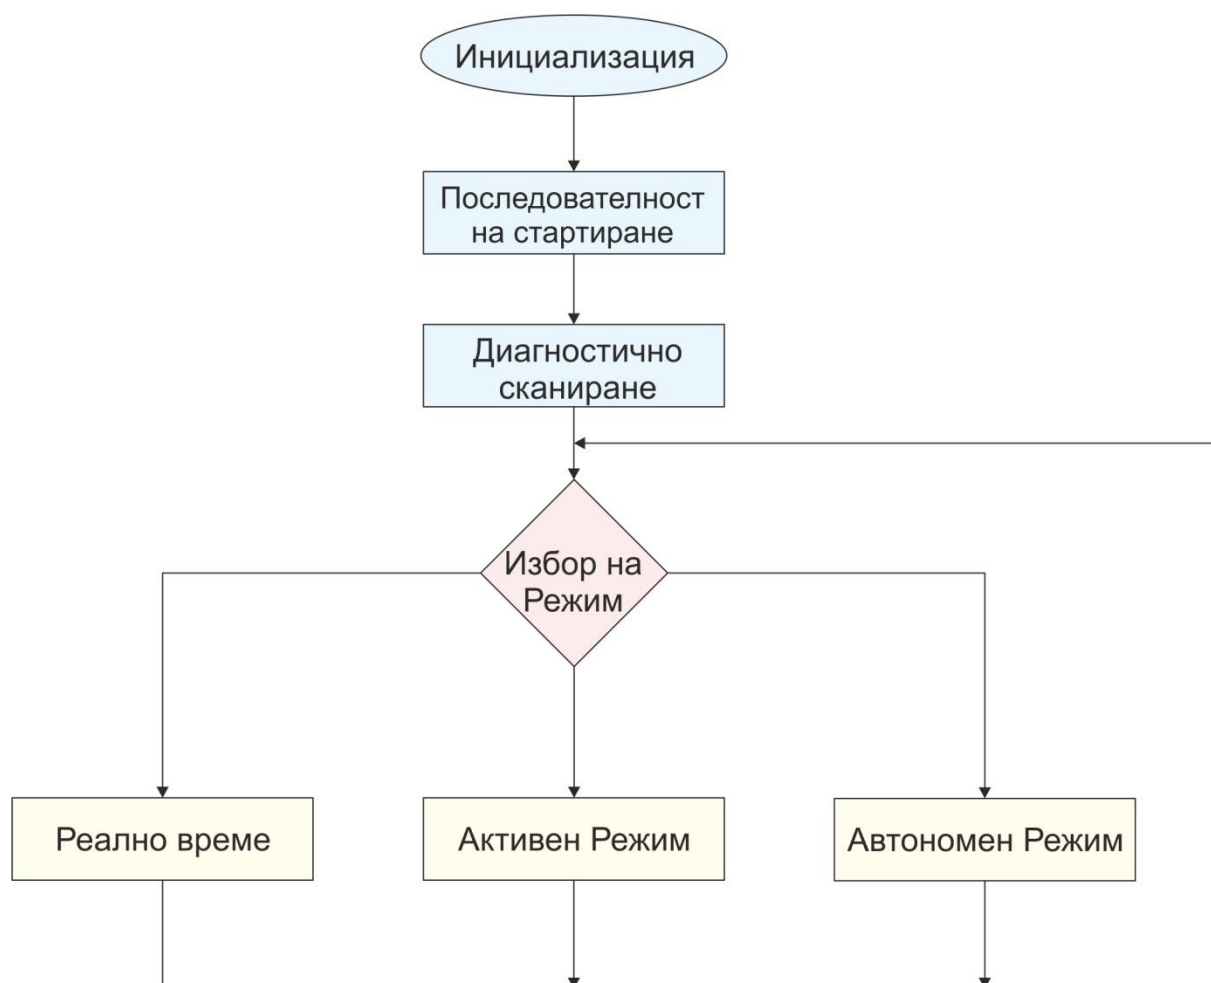 Инициализация
Последователност
на стартиране
Диагностично
сканиране
Избор на
Режим
Реално време
Активен Режим
Автономен Режим